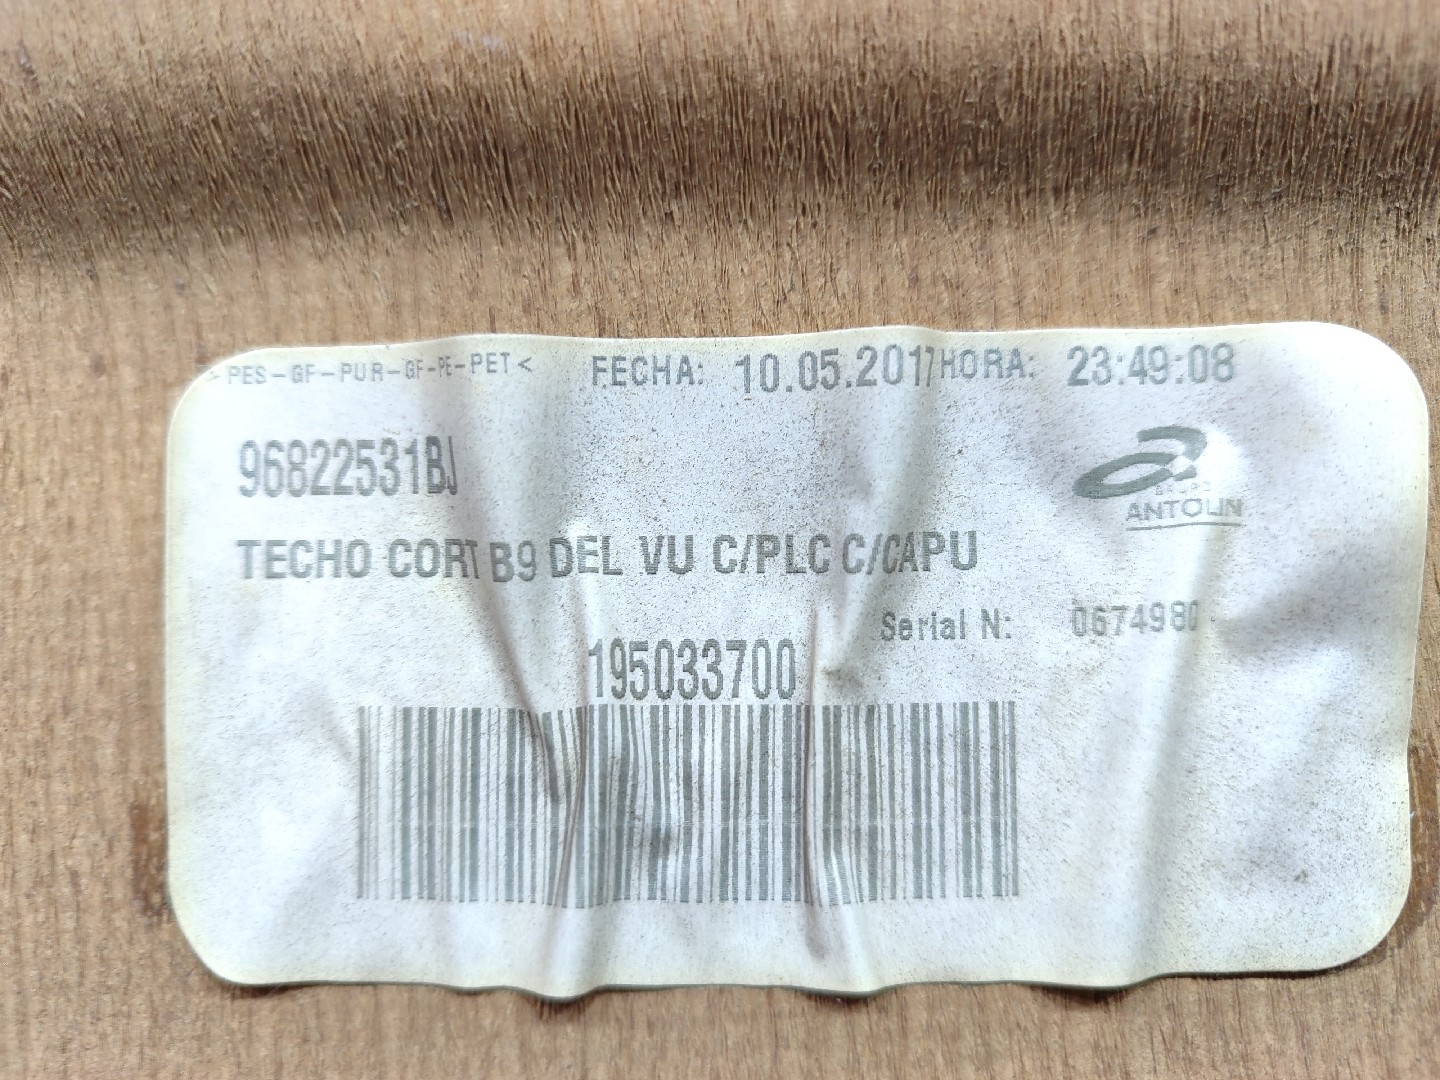 >PES-GF-PUR-GF-PE-PET< FECHA: 10.05.2017 HORA: 23:49:08
96822531BJ
GRUPO
ANTOLIN
TECHO CORT B9 DEL VU C/PLC C/CAPU
Serial N: 0674980
195033700